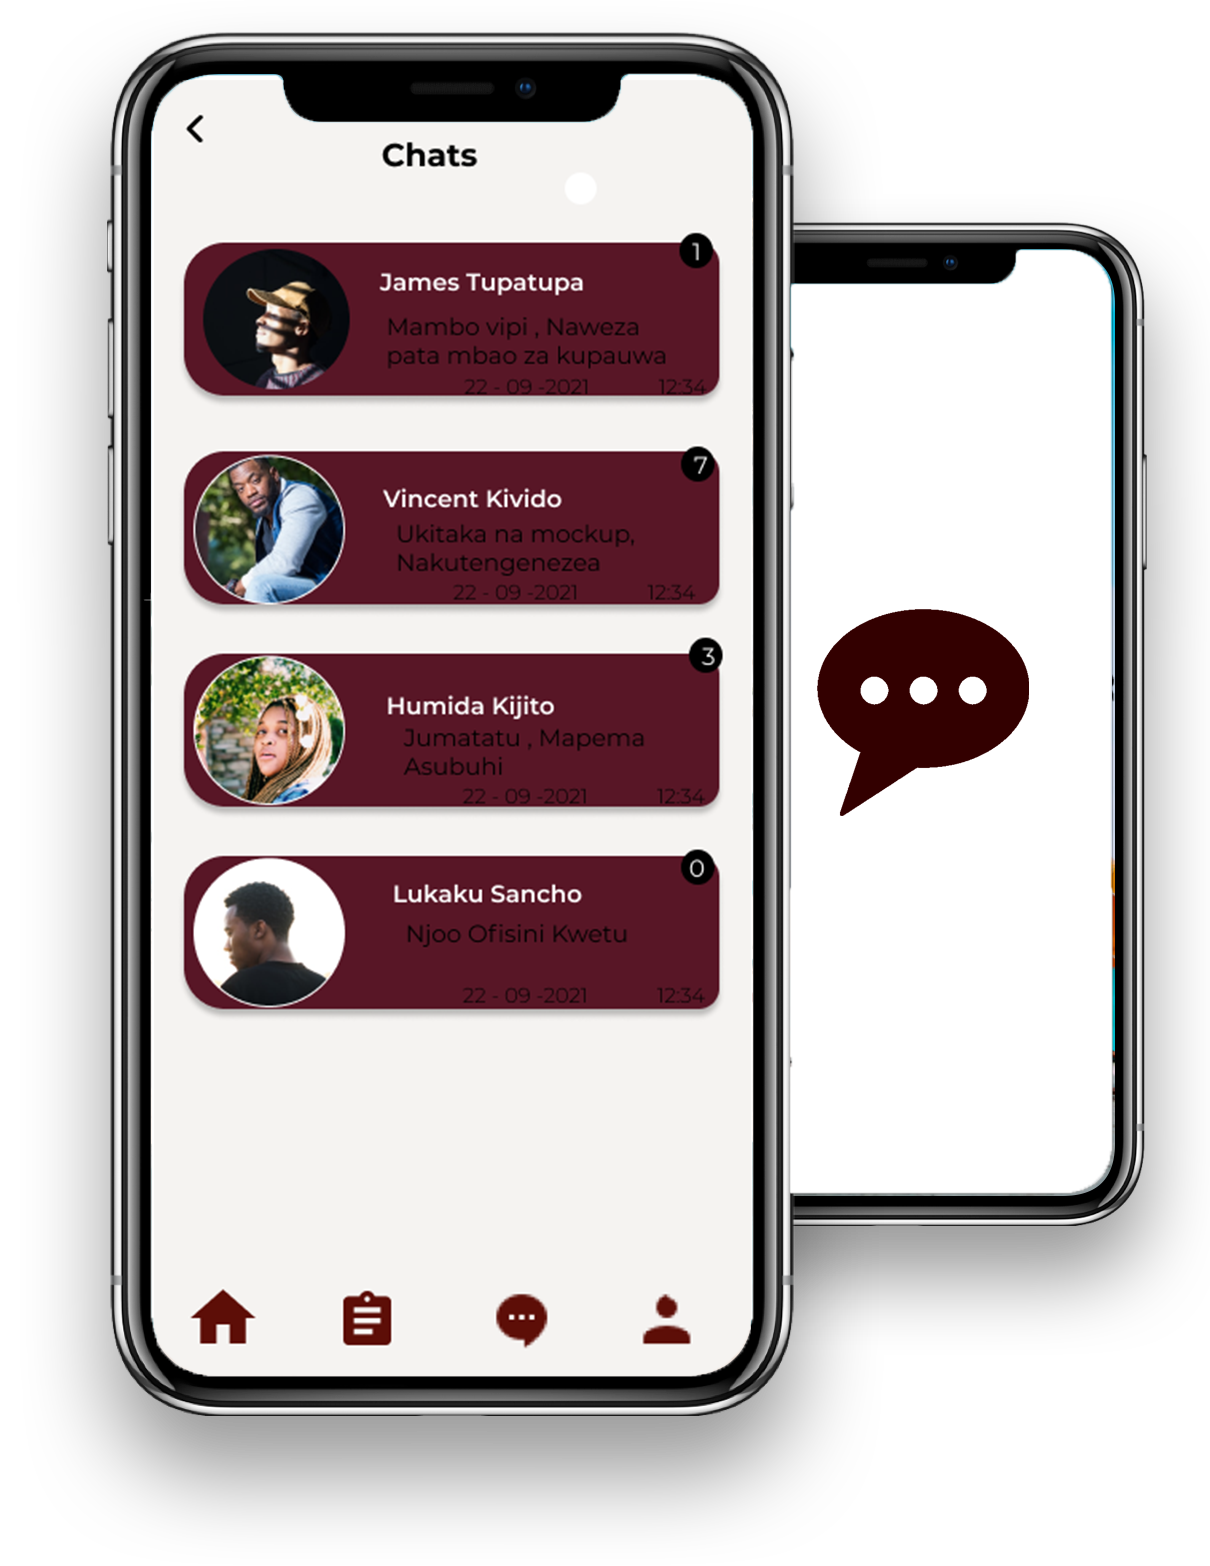 Chats
1
James Tupatupa
Mambo vipi , Naweza
pata mbao za kupauwa
22 - 09 -2021 12:34
7
Vincent Kivido
Ukitaka na mockup,
Nakutengenezea
22 - 09 -2021 12:34
3
Humida Kijito
Jumatatu , Mapema
Asubuhi
22 - 09 -2021 12:34
0
Lukaku Sancho
Njoo Ofisini Kwetu
22 - 09 -2021 12:34